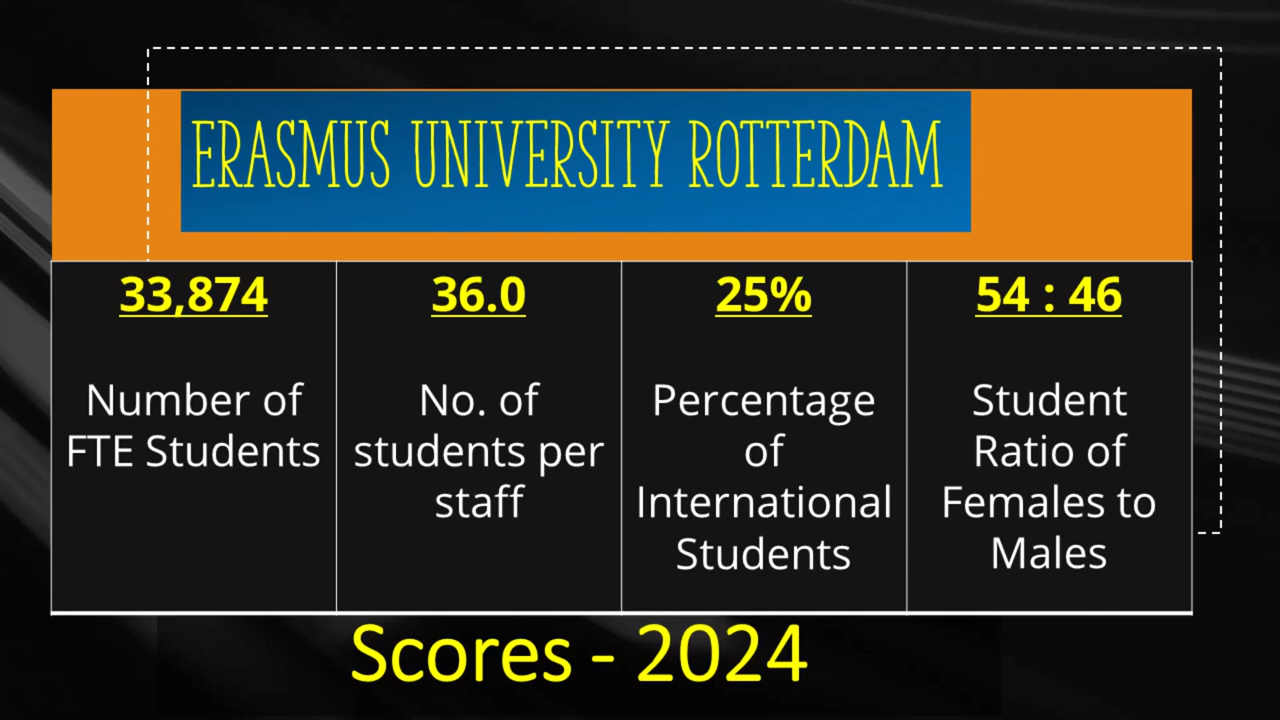 ERASMUS UNIVERSITY ROTTERDAM
33,874
Number of
FTE Students
36.0
No. of
students per
staff
25%
Percentage
of
International
Students
54 : 46
Student
Ratio of
Females to
Males
Scores - 2024